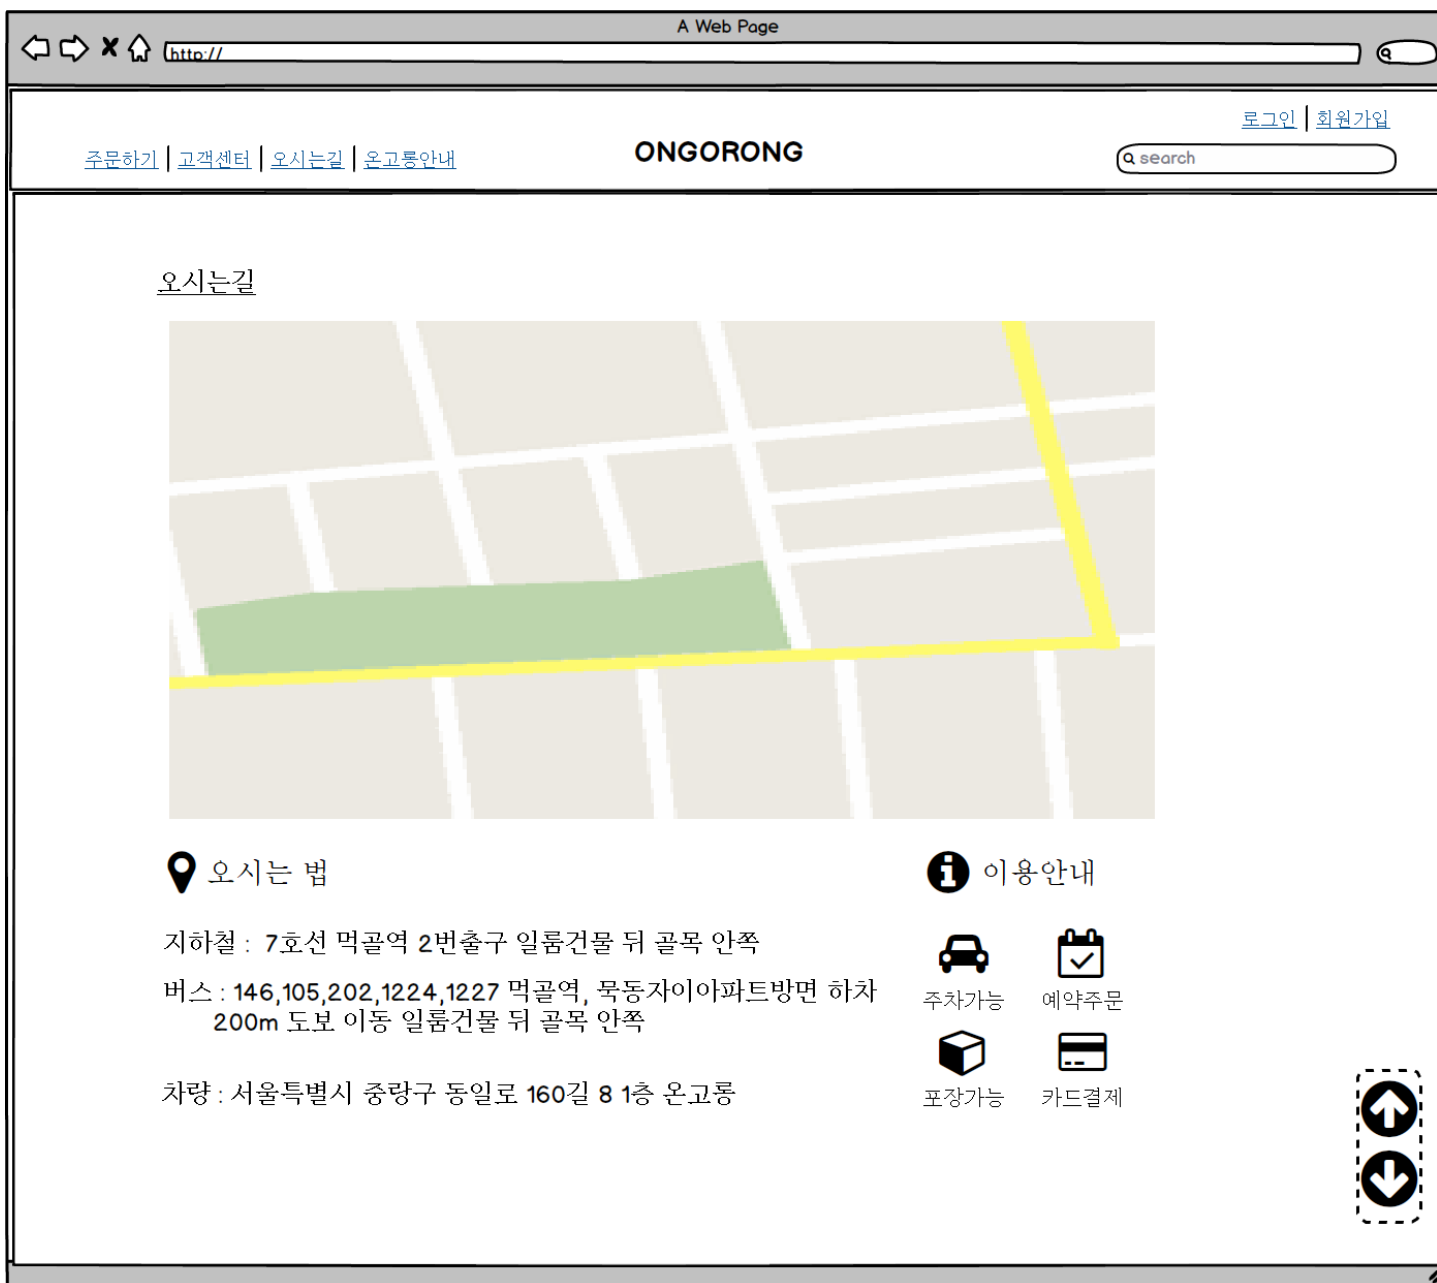 A Web Page
http://
로그인 | 회원가입
주문하기 | 고객센터 | 오시는길 | 온고롱안내
ONGORONG
search
오시는길
오시는 법
이용안내
지하철 : 7호선 먹골역 2번출구 일룸건물 뒤 골목 안쪽
버스 : 146,105,202,1224,1227 먹골역, 묵동자이아파트방면 하차
200m 도보 이동 일룸건물 뒤 골목 안쪽
차량 : 서울특별시 중랑구 동일로 160길 8 1층 온고롱
주차가능
예약주문
포장가능
카드결제